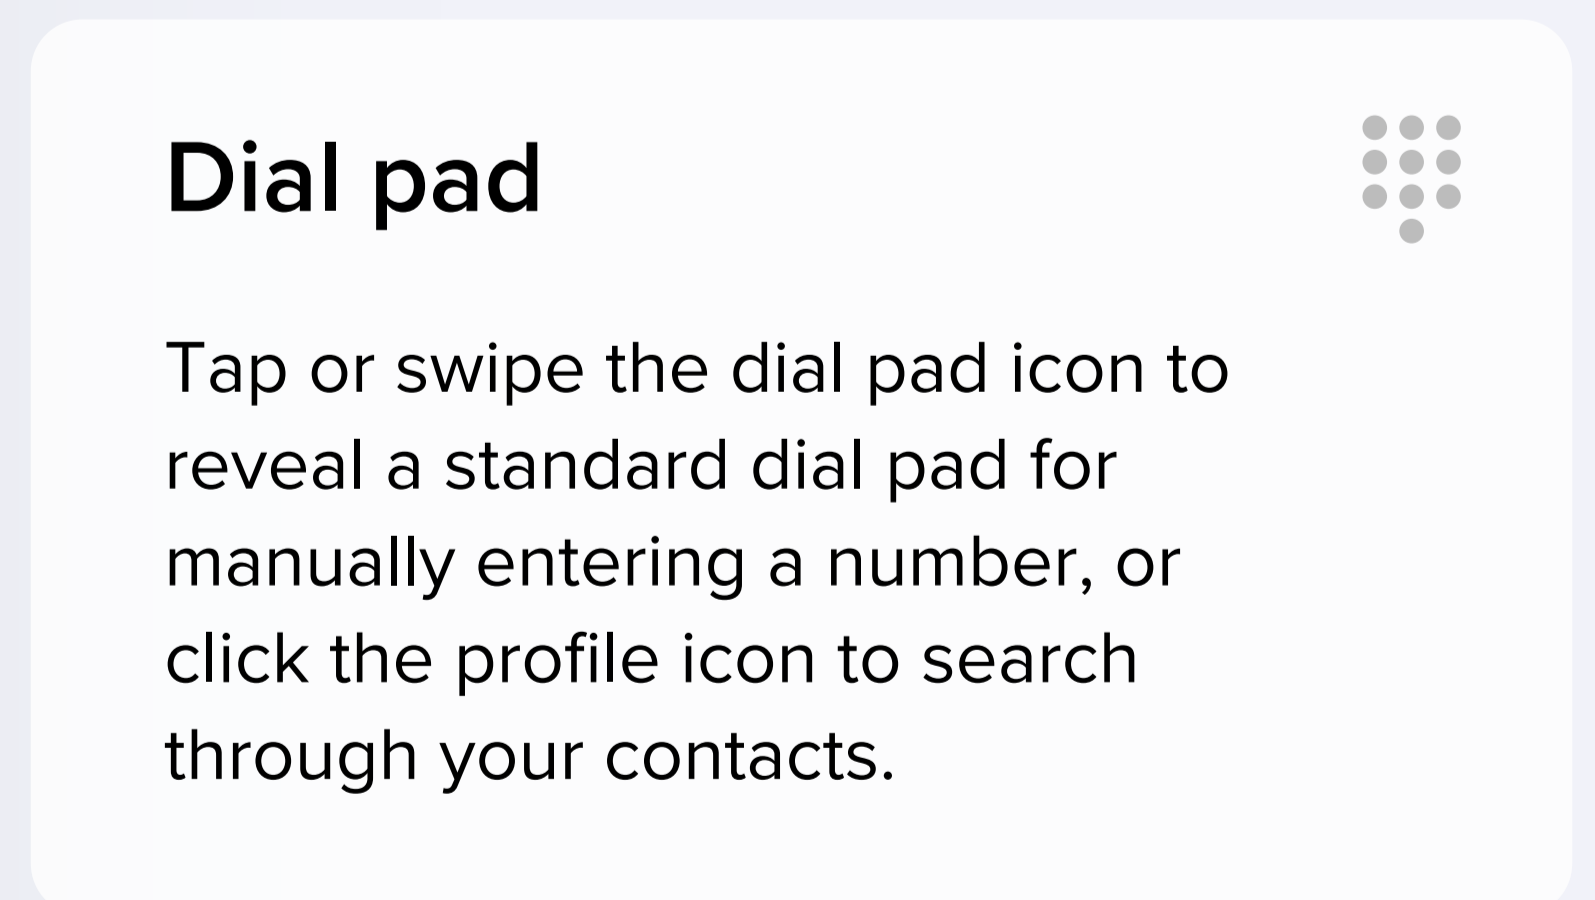 Dial pad
Tap or swipe the dial pad icon to
reveal a standard dial pad for
manually entering a number, or
click the profile icon to search
through your contacts.